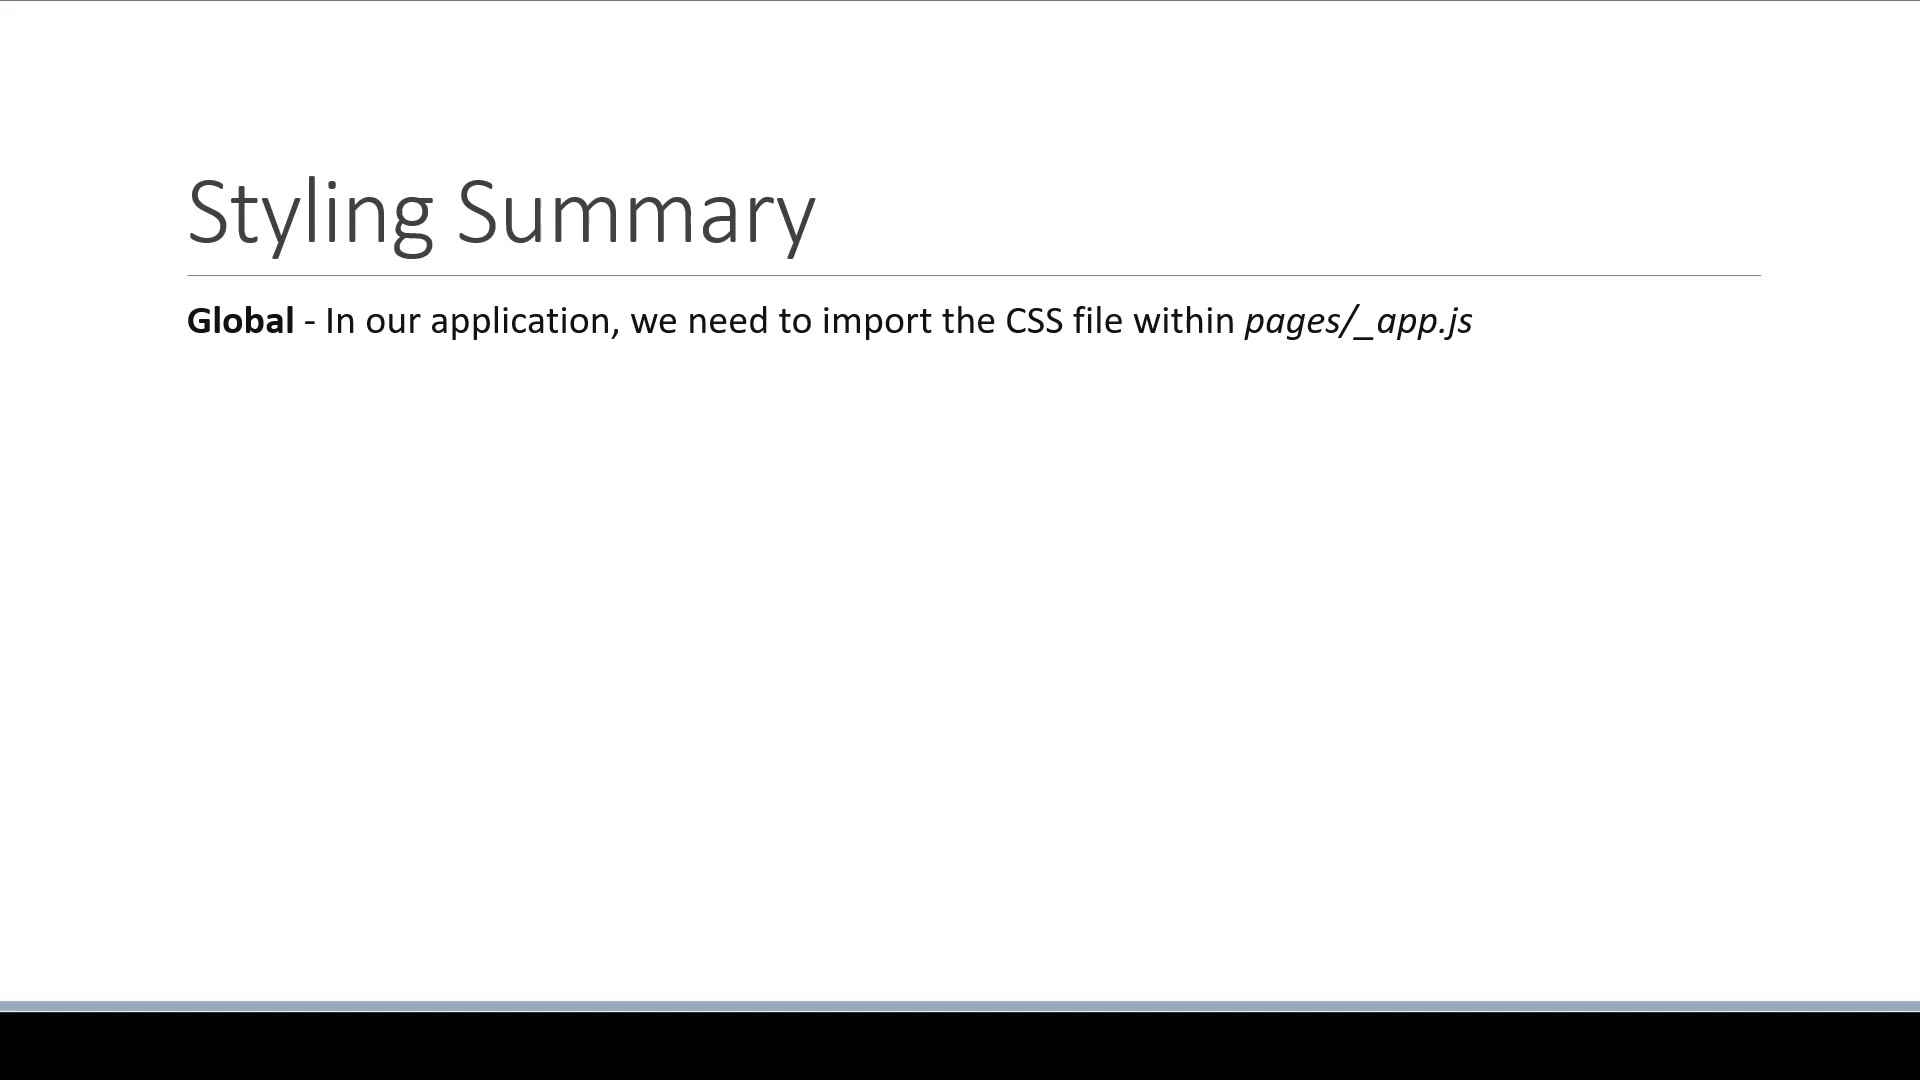 Styling Summary
Global - In our application, we need to import the CSS file within pages/_app.js